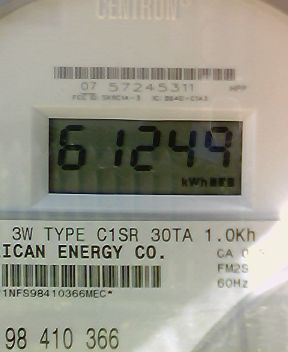 CENTRON®
07 57245311
61249
kWh
3W TYPE C1SR 30TA 1.0Kh
ICAN ENERGY CO.
CA
FM2S
60Hz
1NFS98410366MEC*
98 410 366